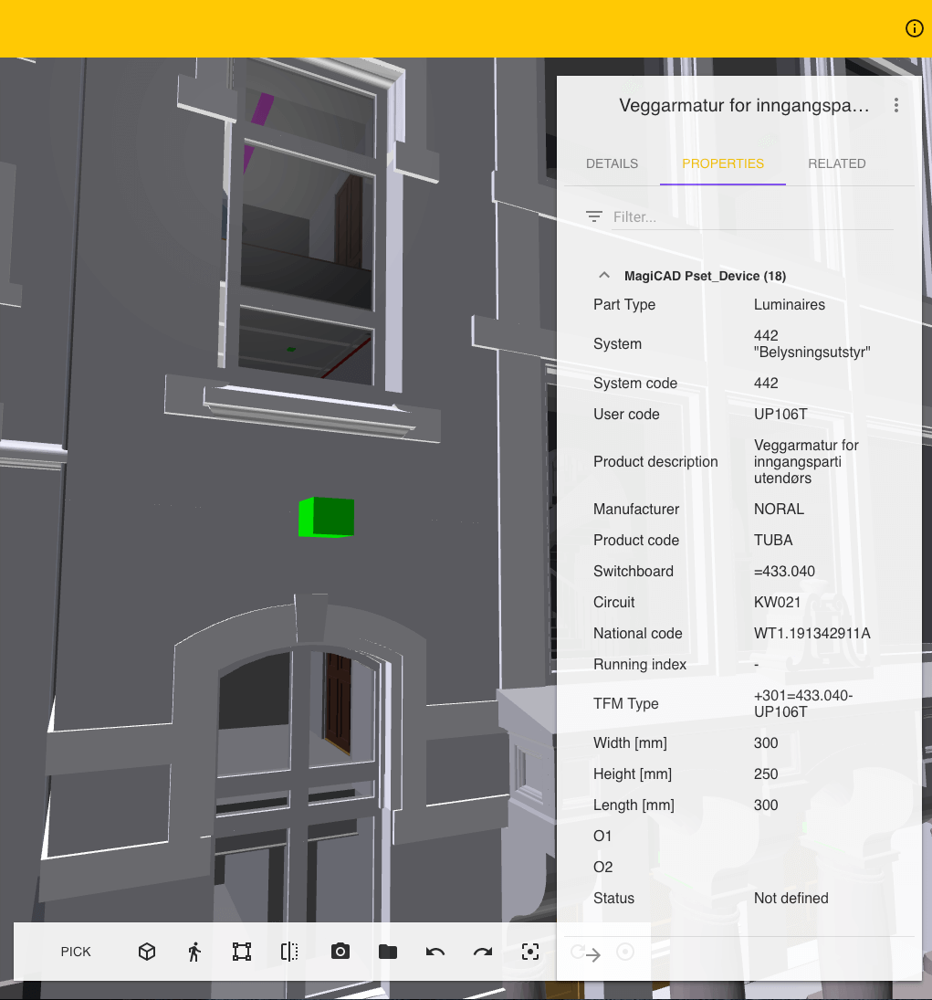 Veggarmatur for inngangspa...
DETAILS PROPERTIES RELATED
Filter...
MagiCAD Pset_Device (18)
Part Type Luminaires
System 442
"Belysningsutstyr"
System code 442
User code UP106T
Product description Veggarmatur for
inngangsparti
utendørs
Manufacturer NORAL
Product code TUBA
Switchboard =433.040
Circuit KW021
National code WT1.191342911A
Running index -
TFM Type +301=433.040-
UP106T
Width [mm] 300
Height [mm] 250
Length [mm] 300
O1
O2
Status Not defined
PICK